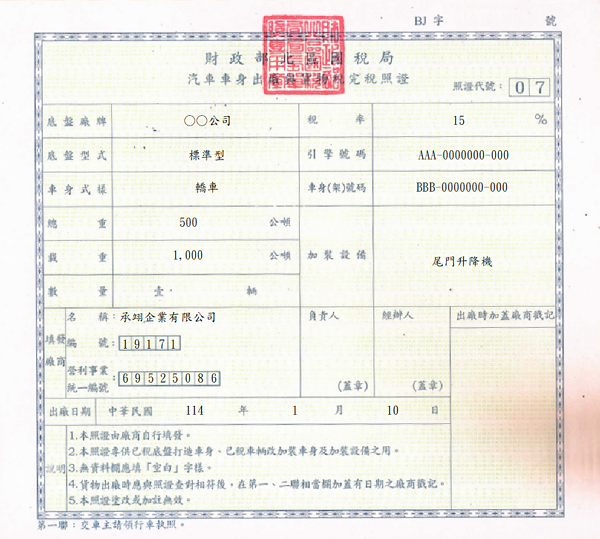 BJ 字 號
財政部北區國稅局
汽車車身出廠與貨物稅完稅照證
照證代號: 07
底盤廠牌 ○○公司 稅率 15 %
底盤型式 標準型 引擎號碼 AAA-0000000-000
車身式樣 轎車 車身(架)號碼 BBB-0000000-000
總重 500 公噸
載重 1,000 公噸 加裝設備 尾門升降機
數量 壹 輛
填發廠商
名稱:承翊企業有限公司 負責人 經辦人 出廠時加蓋廠商戳記
編號:19171
營利事業統一編號:69525086 (蓋章) (蓋章)
出廠日期 中華民國 114 年 1 月 10 日
說明
1.本照證由廠商自行填發。
2.本照證專供已稅底盤打造車身、已稅車輛改加裝車身及加裝設備之用。
3.無資料欄應填「空白」字樣。
4.貨物出廠時應與照證查對相符後,在第一、二聯相當欄加蓋有日期之廠商戳記。
5.本照證塗改或加註無效。
第一聯:交車主請領行車執照。